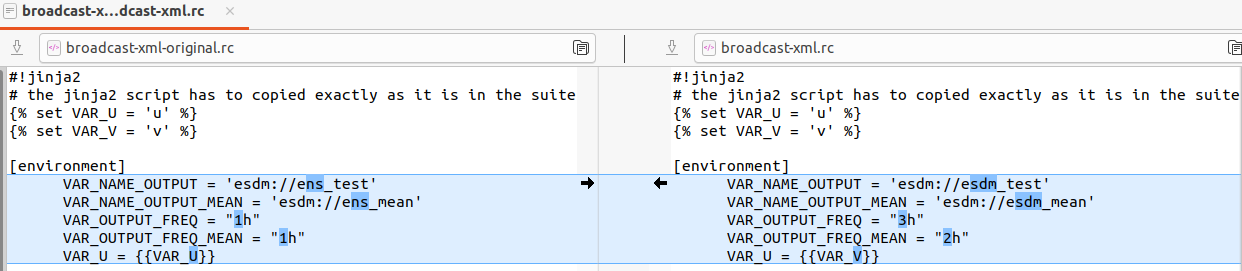 broadcast-x...dcast-xml.rc ×
broadcast-xml-original.rc
broadcast-xml.rc
#!jinja2
# the jinja2 script has to copied exactly as it is in the suite
{% set VAR_U = 'u' %}
{% set VAR_V = 'v' %}
[environment]
VAR_NAME_OUTPUT = 'esdm://ens_test'
VAR_NAME_OUTPUT_MEAN = 'esdm://ens_mean'
VAR_OUTPUT_FREQ = "1h"
VAR_OUTPUT_FREQ_MEAN = "1h"
VAR_U = {{VAR_U}}
#!jinja2
# the jinja2 script has to copied exactly as it is in the suite
{% set VAR_U = 'u' %}
{% set VAR_V = 'v' %}
[environment]
VAR_NAME_OUTPUT = 'esdm://esdm_test'
VAR_NAME_OUTPUT_MEAN = 'esdm://esdm_mean'
VAR_OUTPUT_FREQ = "3h"
VAR_OUTPUT_FREQ_MEAN = "2h"
VAR_U = {{VAR_V}}